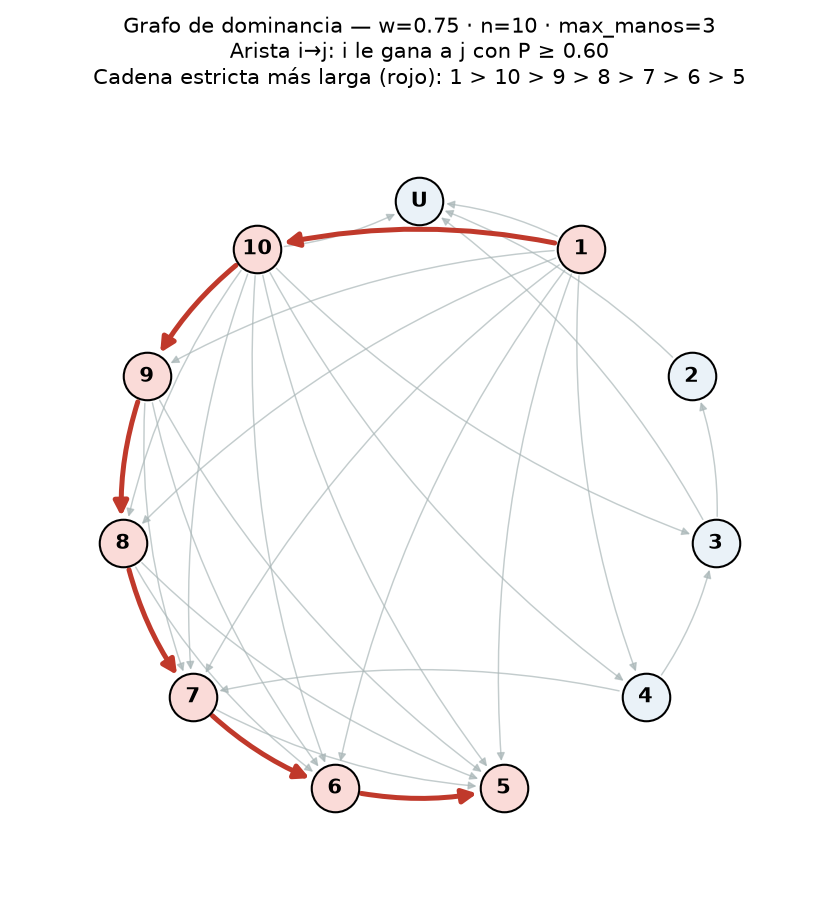 Grafo de dominancia — w=0.75 · n=10 · max_manos=3
Arista i→j: i le gana a j con P ≥ 0.60
Cadena estricta más larga (rojo): 1 > 10 > 9 > 8 > 7 > 6 > 5
U
10
1
9
2
8
3
7
4
6
5